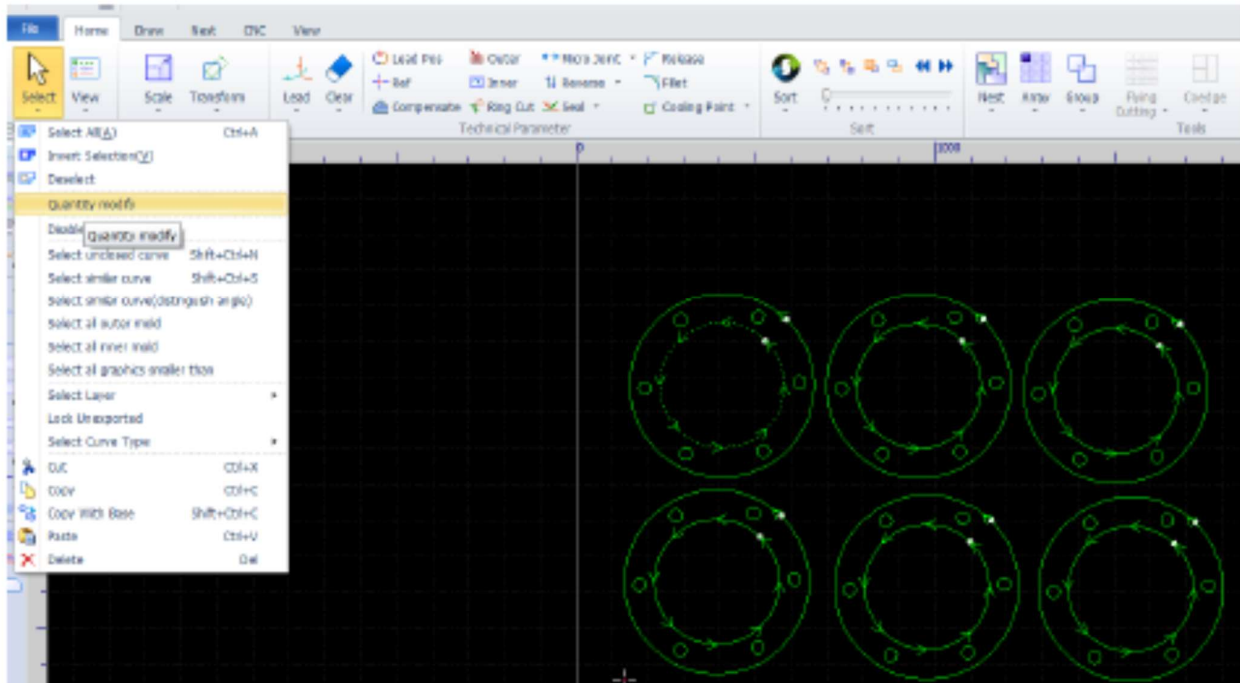 File Home Draw Nest CNC View
Lead Pos Outer Micro Joint Release
Ref Inner Reverse Fillet
Compensate Ring Cut Seal Cooling Point
Select View Scale Transform Lead Clear Sort Nest Array Group Flying Cutting Coedge
Technical Parameter Sort Tools
0 1000
Select All(A) Ctrl+A
Invert Selection(V)
Deselect
Quantity modify
Disable
Quantity modify
Select unclosed curve Shift+Ctrl+N
Select similar curve Shift+Ctrl+S
Select similar curve(distinguish angle)
Select all outer mold
Select all inner mold
Select all graphics smaller than
Select Layer
Lock Unexported
Select Curve Type
Cut Ctrl+X
Copy Ctrl+C
Copy With Base Shift+Ctrl+C
Paste Ctrl+V
Delete Del